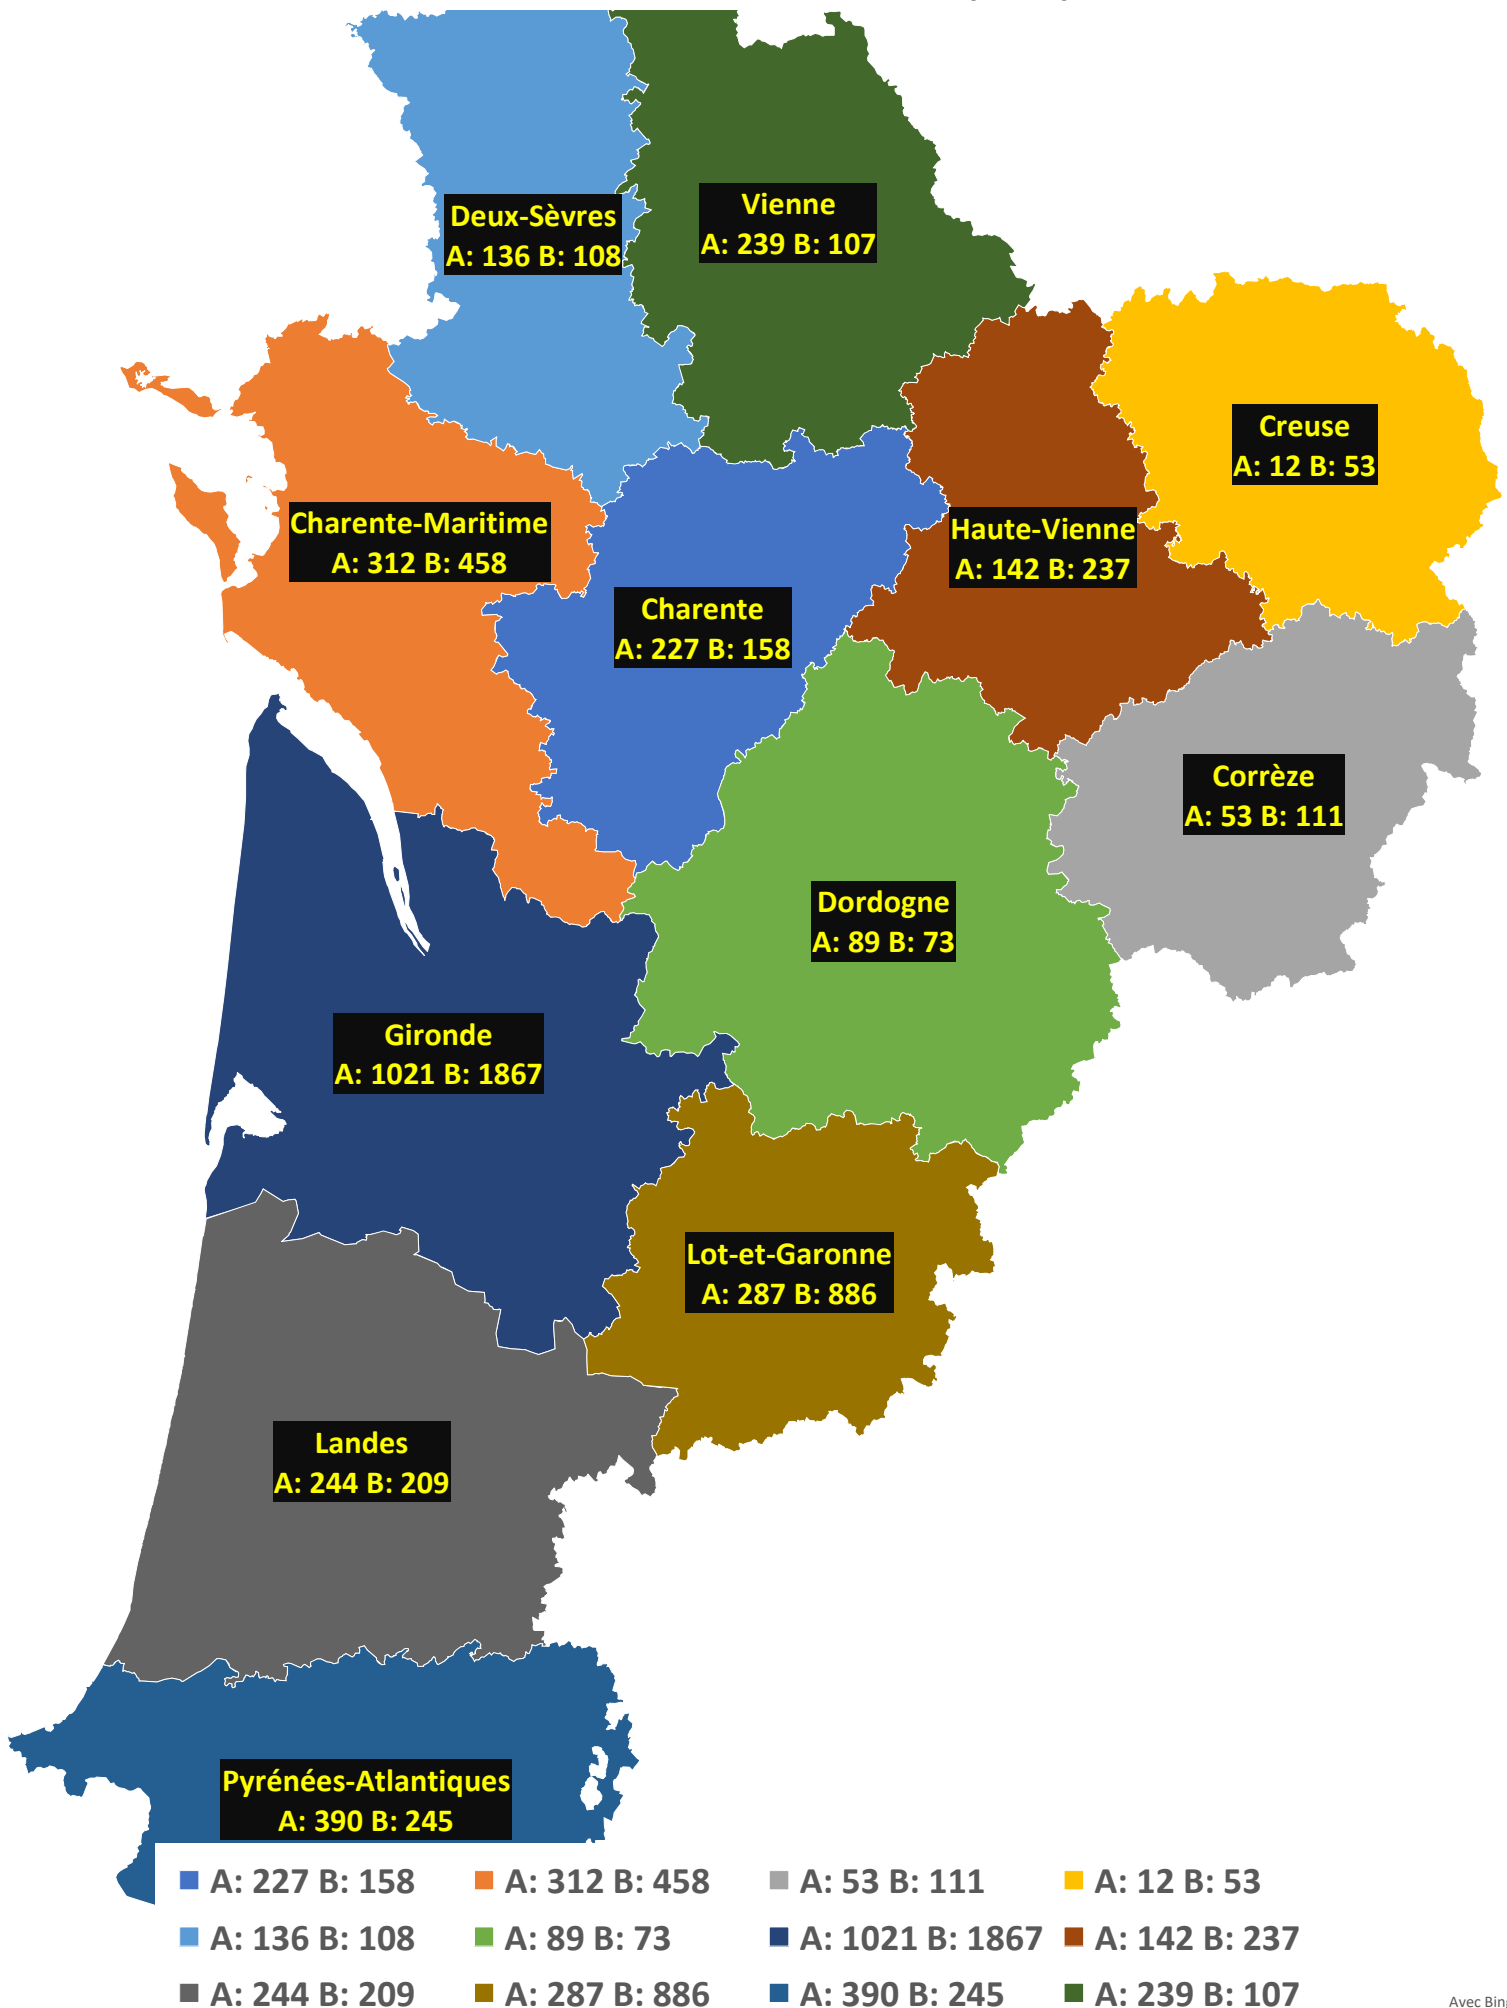 Deux-Sèvres
A: 136 B: 108
Vienne
A: 239 B: 107
Creuse
A: 12 B: 53
Charente-Maritime
A: 312 B: 458
Haute-Vienne
A: 142 B: 237
Charente
A: 227 B: 158
Corrèze
A: 53 B: 111
Dordogne
A: 89 B: 73
Gironde
A: 1021 B: 1867
Lot-et-Garonne
A: 287 B: 886
Landes
A: 244 B: 209
Pyrénées-Atlantiques
A: 390 B: 245
A: 227 B: 158
A: 312 B: 458
A: 53 B: 111
A: 12 B: 53
A: 136 B: 108
A: 89 B: 73
A: 1021 B: 1867
A: 142 B: 237
A: 244 B: 209
A: 287 B: 886
A: 390 B: 245
A: 239 B: 107
Avec Bin